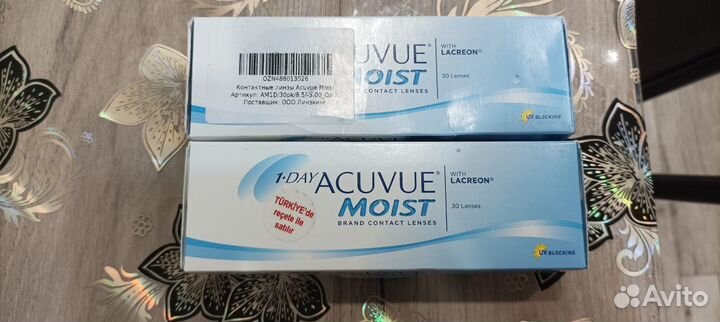 OZN488013926
Контактные линзы Acuvue Moist
Артикул: AM1D/30pk/8.5/-5.00
Поставщик: ООО Линзкинг
ACUVUE®
MOIST
CONTACT LENSES
WITH
LACREON®
30 Lenses
UV BLOCKING
1·DAY ACUVUE®
MOIST
BRAND CONTACT LENSES
WITH
LACREON®
30 Lenses
TÜRKİYE'de
reçete ile
satılır
UV BLOCKING
Avito